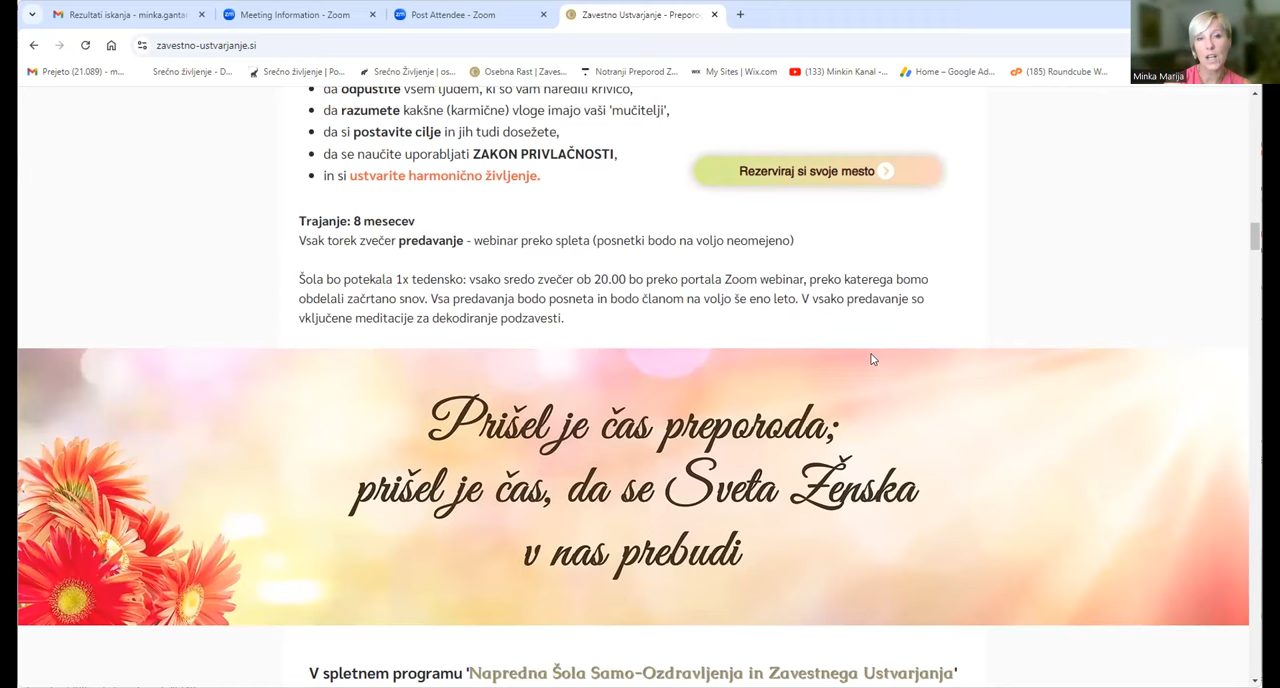 Rezultati iskanja - minka.gantar
Meeting Information - Zoom
Post Attendee - Zoom
Zavestno Ustvarjanje - Preporo
zavestno-ustvarjanje.si
Prejeto (21.089) - m...
Srečno življenje - D...
Srečno življenje | Po...
Srečno Življenje | os...
Osebna Rast | Zaves...
Notranji Preporod Z...
My Sites | Wix.com
(133) Minkin Kanal -...
Home – Google Ad...
(185) Roundcube W...
Minka Marija
da odpustite vsem ljudem, ki so vam naredili krivico,
da razumete kakšne (karmične) vloge imajo vaši 'mučitelji',
da si postavite cilje in jih tudi dosežete,
da se naučite uporabljati ZAKON PRIVLAČNOSTI,
in si ustvarite harmonično življenje.
Rezerviraj si svoje mesto
Trajanje: 8 mesecev
Vsak torek zvečer predavanje - webinar preko spleta (posnetki bodo na voljo neomejeno)
Šola bo potekala 1x tedensko: vsako sredo zvečer ob 20.00 bo preko portala Zoom webinar, preko katerega bomo
obdelali začrtano snov. Vsa predavanja bodo posneta in bodo članom na voljo še eno leto. V vsako predavanje so
vključene meditacije za dekodiranje podzavesti.
Prišel je čas preporoda;
prišel je čas, da se Sveta Ženska
v nas prebudi
V spletnem programu 'Napredna Šola Samo-Ozdravljenja in Zavestnega Ustvarjanja'